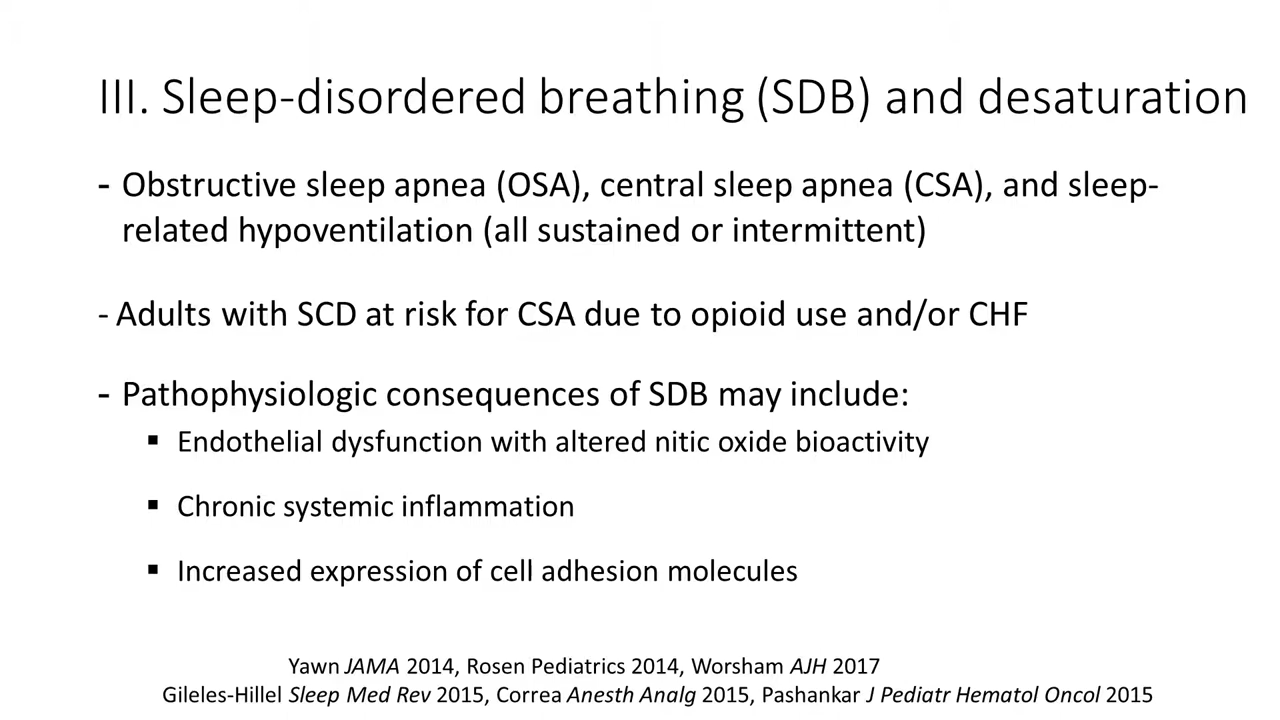 III. Sleep-disordered breathing (SDB) and desaturation
- Obstructive sleep apnea (OSA), central sleep apnea (CSA), and sleep-
related hypoventilation (all sustained or intermittent)
- Adults with SCD at risk for CSA due to opioid use and/or CHF
- Pathophysiologic consequences of SDB may include:
▪ Endothelial dysfunction with altered nitic oxide bioactivity
▪ Chronic systemic inflammation
▪ Increased expression of cell adhesion molecules
Yawn JAMA 2014, Rosen Pediatrics 2014, Worsham AJH 2017
Gileles-Hillel Sleep Med Rev 2015, Correa Anesth Analg 2015, Pashankar J Pediatr Hematol Oncol 2015